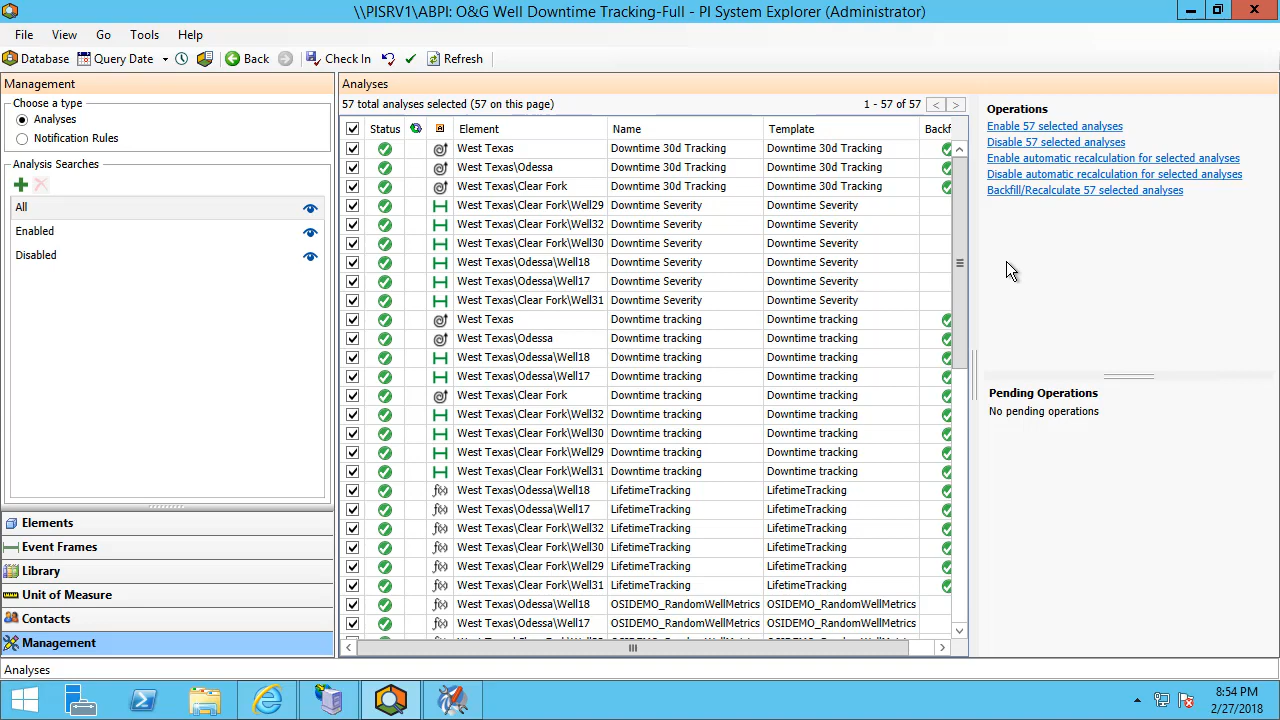 \\PISRV1\ABPI: O&G Well Downtime Tracking-Full - PI System Explorer (Administrator)
File View Go Tools Help
Database Query Date Back Check In Refresh
Management
Choose a type
Analyses
Notification Rules
Analysis Searches
All
Enabled
Disabled
Elements
Event Frames
Library
Unit of Measure
Contacts
Management
Analyses
57 total analyses selected (57 on this page) 1 - 57 of 57 < >
Status Element Name Template Backf
West Texas Downtime 30d Tracking Downtime 30d Tracking
West Texas\Odessa Downtime 30d Tracking Downtime 30d Tracking
West Texas\Clear Fork Downtime 30d Tracking Downtime 30d Tracking
West Texas\Clear Fork\Well29 Downtime Severity Downtime Severity
West Texas\Clear Fork\Well32 Downtime Severity Downtime Severity
West Texas\Clear Fork\Well30 Downtime Severity Downtime Severity
West Texas\Odessa\Well18 Downtime Severity Downtime Severity
West Texas\Odessa\Well17 Downtime Severity Downtime Severity
West Texas\Clear Fork\Well31 Downtime Severity Downtime Severity
West Texas Downtime tracking Downtime tracking
West Texas\Odessa Downtime tracking Downtime tracking
West Texas\Odessa\Well18 Downtime tracking Downtime tracking
West Texas\Odessa\Well17 Downtime tracking Downtime tracking
West Texas\Clear Fork Downtime tracking Downtime tracking
West Texas\Clear Fork\Well32 Downtime tracking Downtime tracking
West Texas\Clear Fork\Well30 Downtime tracking Downtime tracking
West Texas\Clear Fork\Well29 Downtime tracking Downtime tracking
West Texas\Clear Fork\Well31 Downtime tracking Downtime tracking
West Texas\Odessa\Well18 LifetimeTracking LifetimeTracking
West Texas\Odessa\Well17 LifetimeTracking LifetimeTracking
West Texas\Clear Fork\Well32 LifetimeTracking LifetimeTracking
West Texas\Clear Fork\Well30 LifetimeTracking LifetimeTracking
West Texas\Clear Fork\Well29 LifetimeTracking LifetimeTracking
West Texas\Clear Fork\Well31 LifetimeTracking LifetimeTracking
West Texas\Odessa\Well18 OSIDEMO_RandomWellMetrics OSIDEMO_RandomWellMetrics
West Texas\Odessa\Well17 OSIDEMO_RandomWellMetrics OSIDEMO_RandomWellMetrics
Operations
Enable 57 selected analyses
Disable 57 selected analyses
Enable automatic recalculation for selected analyses
Disable automatic recalculation for selected analyses
Backfill/Recalculate 57 selected analyses
Pending Operations
No pending operations
Analyses
8:54 PM
2/27/2018